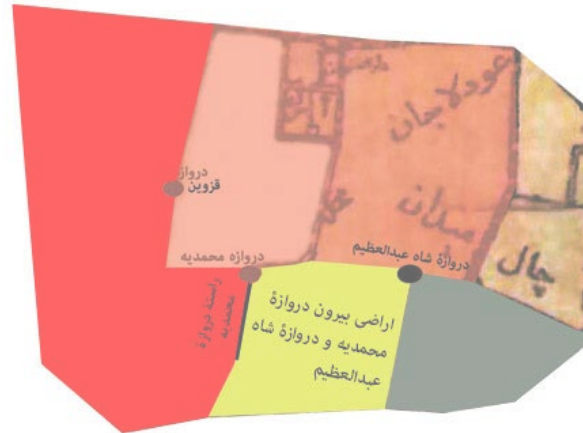 عودلاجان
میدان
چال
درواز
قزوین
دروازه محمدیه
دروازهٔ شاه عبدالعظیم
راسته دروازهٔ
محمدیه
اراضی بیرون دروازهٔ
محمدیه و دروازهٔ شاه
عبدالعظیم